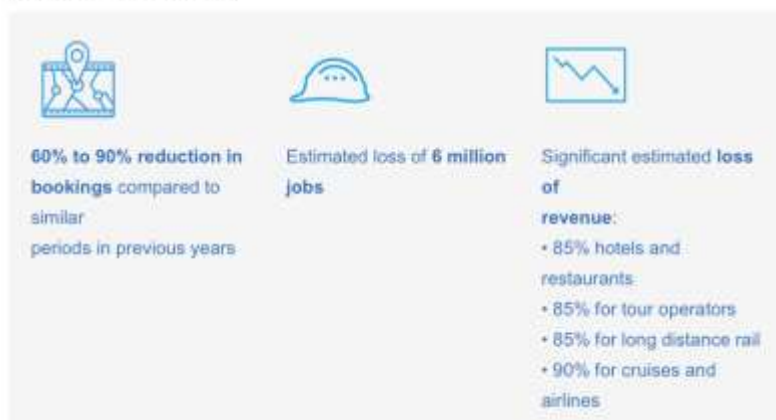 60% to 90% reduction in
bookings compared to
similar
periods in previous years
Estimated loss of 6 million
jobs
Significant estimated loss
of
revenue:
• 85% hotels and
restaurants
• 85% for tour operators
• 85% for long distance rail
• 90% for cruises and
airlines